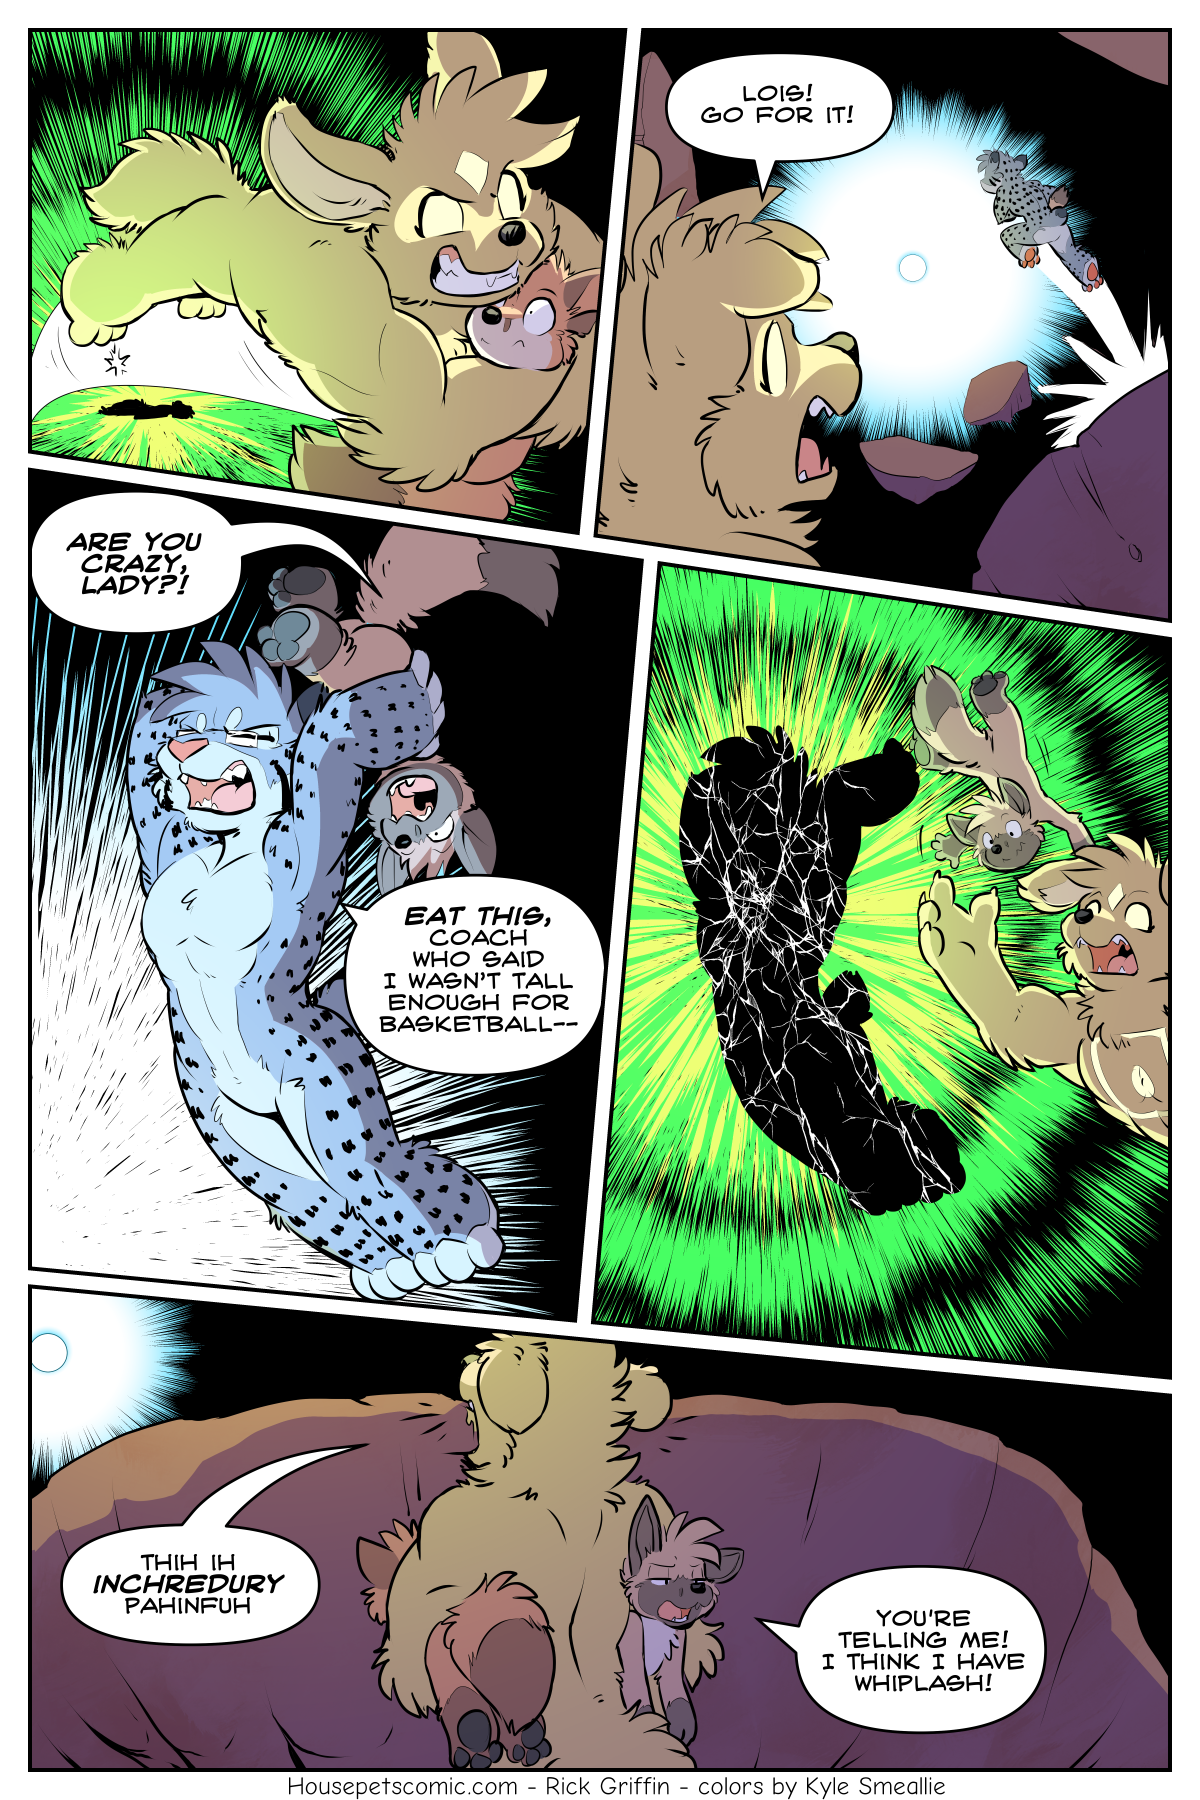 LOIS!
GO FOR IT!
ARE YOU
CRAZY,
LADY?!
EAT THIS,
COACH
WHO SAID
I WASN'T TALL
ENOUGH FOR
BASKETBALL--
THIH IH
INCHREDURY
PAHINFUH
YOU'RE
TELLING ME!
I THINK I HAVE
WHIPLASH!
Housepetscomic.com - Rick Griffin - colors by Kyle Smeallie